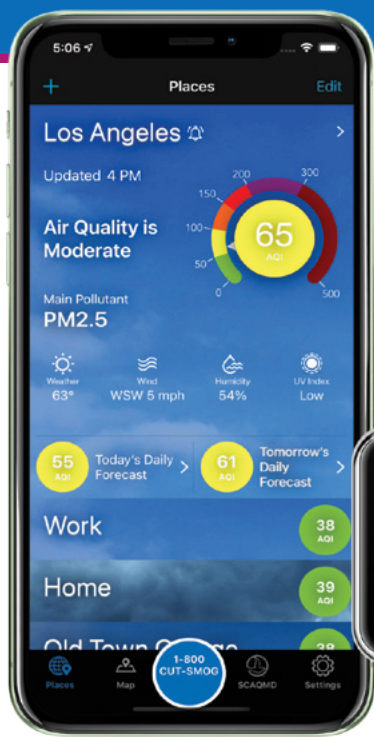 5:06
Places
Edit
Los Angeles
Updated 4 PM
Air Quality is
Moderate
Main Pollutant
PM2.5
0
50
100
150
200
300
500
65
AQI
Weather
63°
Wind
WSW 5 mph
Humidity
54%
UV Index
Low
55
AQI
Today's Daily
Forecast
61
AQI
Tomorrow's
Daily
Forecast
Work
38
AQI
Home
39
AQI
Old Town
38
Places
Map
1-800
CUT-SMOG
SCAQMD
Settings